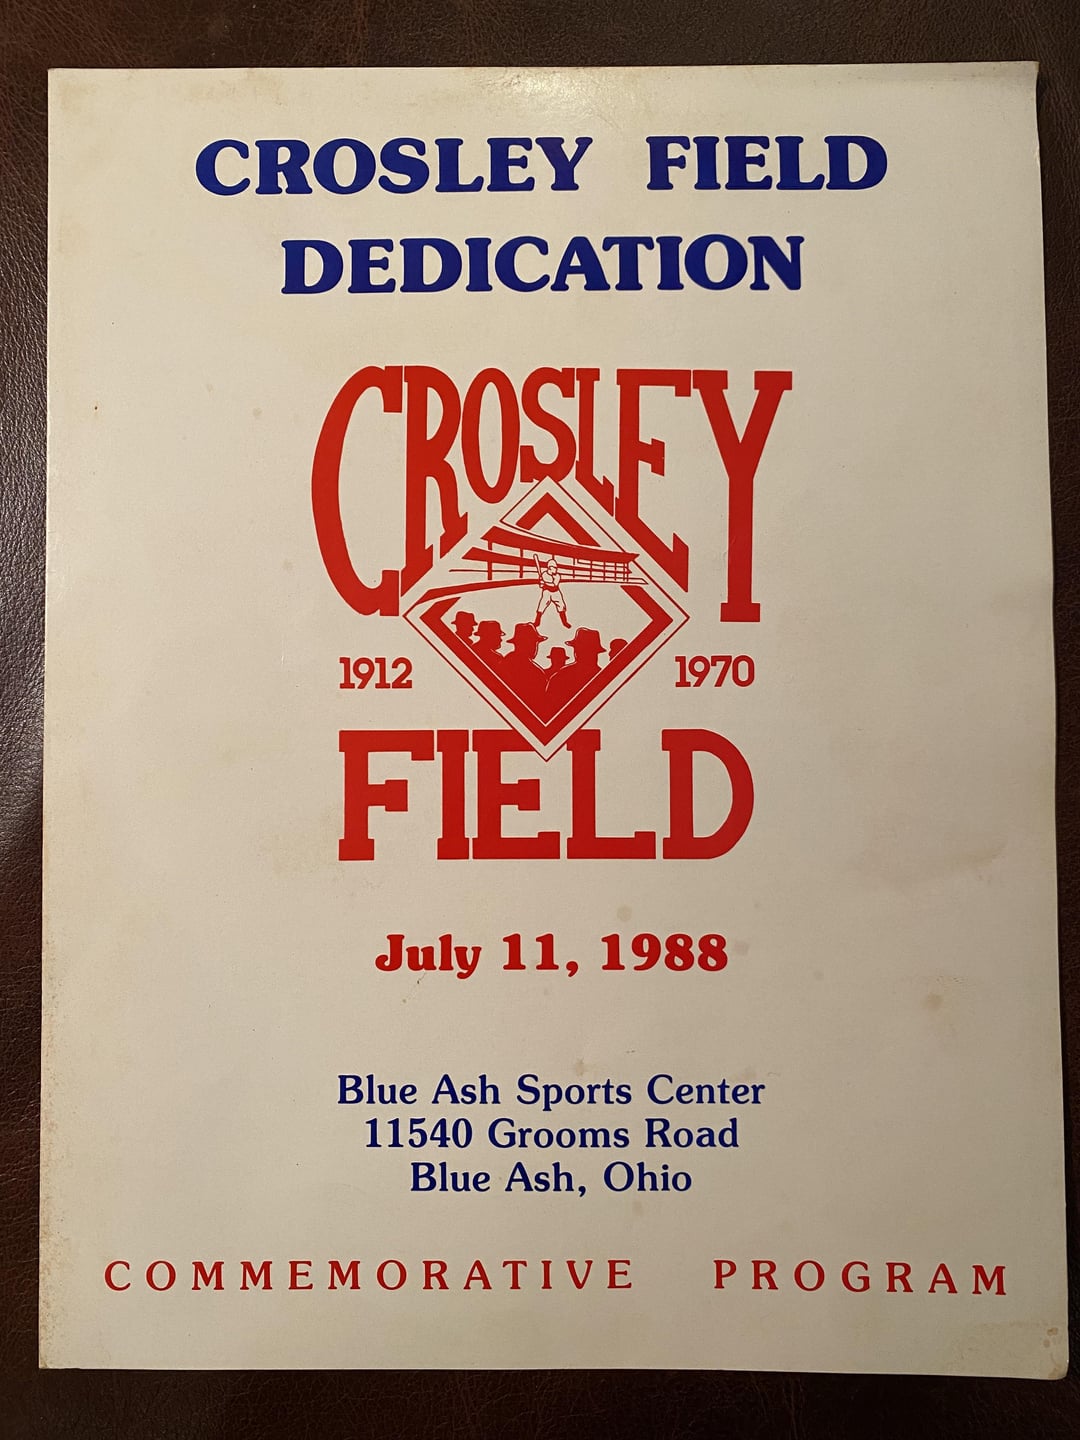 CROSLEY FIELD
DEDICATION
CROSLEY
1912 1970
FIELD
July 11, 1988
Blue Ash Sports Center
11540 Grooms Road
Blue Ash, Ohio
COMMEMORATIVE PROGRAM